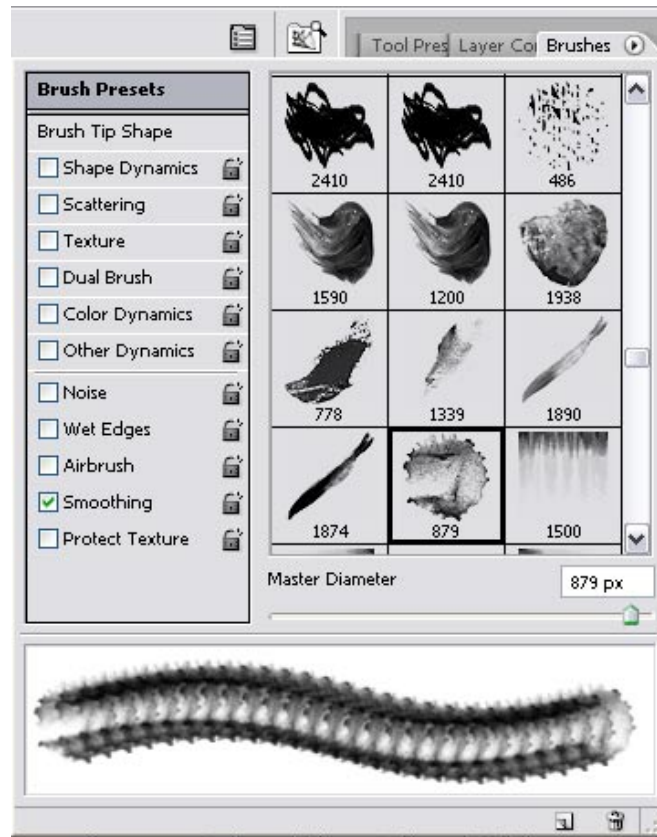 Tool Pres Layer Co Brushes
Brush Presets
Brush Tip Shape
Shape Dynamics
Scattering
Texture
Dual Brush
Color Dynamics
Other Dynamics
Noise
Wet Edges
Airbrush
Smoothing
Protect Texture
2410 2410 486
1590 1200 1938
778 1339 1890
1874 879 1500
Master Diameter 879 px